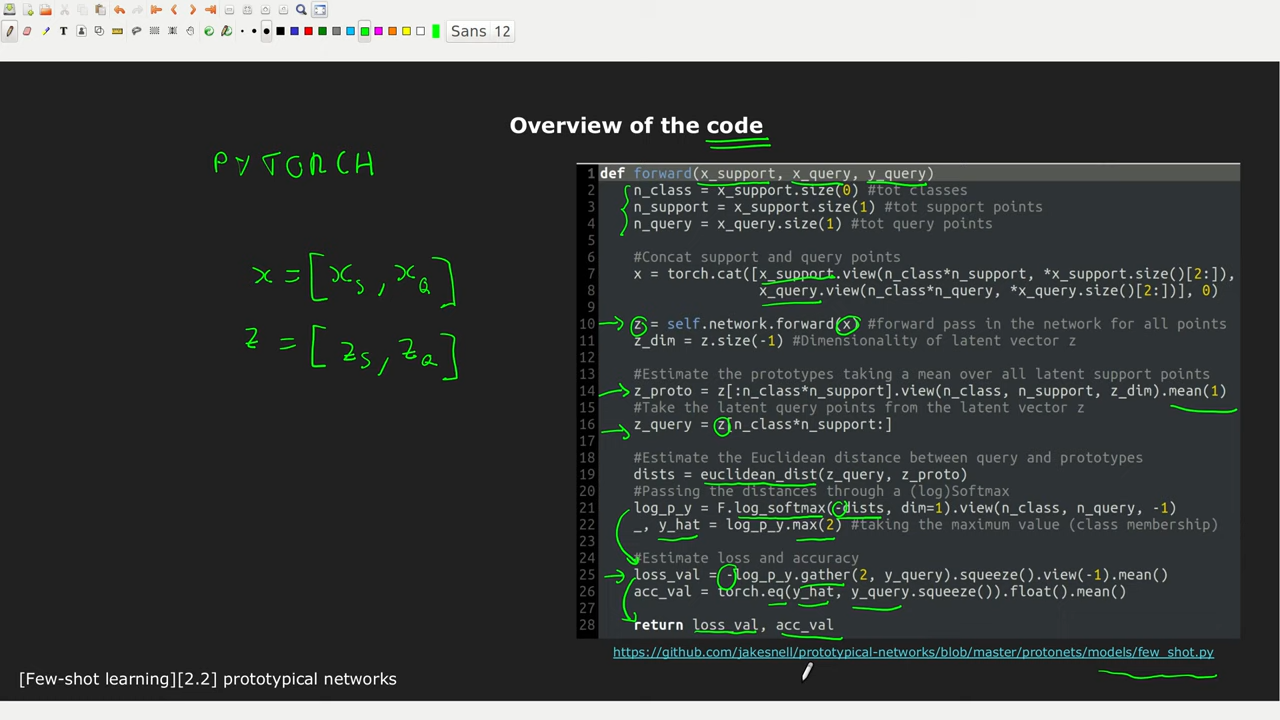 Sans 12
Overview of the code
PYTORCH
x = [xs, xQ]
z = [zs, zQ]
1 def forward(x_support, x_query, y_query)
2 n_class = x_support.size(0) #tot classes
3 n_support = x_support.size(1) #tot support points
4 n_query = x_query.size(1) #tot query points
5
6 #Concat support and query points
7 x = torch.cat([x_support.view(n_class*n_support, *x_support.size()[2:]),
8 x_query.view(n_class*n_query, *x_query.size()[2:])], 0)
9
10 z = self.network.forward(x) #forward pass in the network for all points
11 z_dim = z.size(-1) #Dimensionality of latent vector z
12
13 #Estimate the prototypes taking a mean over all latent support points
14 z_proto = z[:n_class*n_support].view(n_class, n_support, z_dim).mean(1)
15 #Take the latent query points from the latent vector z
16 z_query = z[n_class*n_support:]
17
18 #Estimate the Euclidean distance between query and prototypes
19 dists = euclidean_dist(z_query, z_proto)
20 #Passing the distances through a (log)Softmax
21 log_p_y = F.log_softmax(-dists, dim=1).view(n_class, n_query, -1)
22 _, y_hat = log_p_y.max(2) #taking the maximum value (class membership)
23
24 #Estimate loss and accuracy
25 loss_val = -log_p_y.gather(2, y_query).squeeze().view(-1).mean()
26 acc_val = torch.eq(y_hat, y_query.squeeze()).float().mean()
27
28 return loss_val, acc_val
https://github.com/jakesnell/prototypical-networks/blob/master/protonets/models/few_shot.py
[Few-shot learning][2.2] prototypical networks